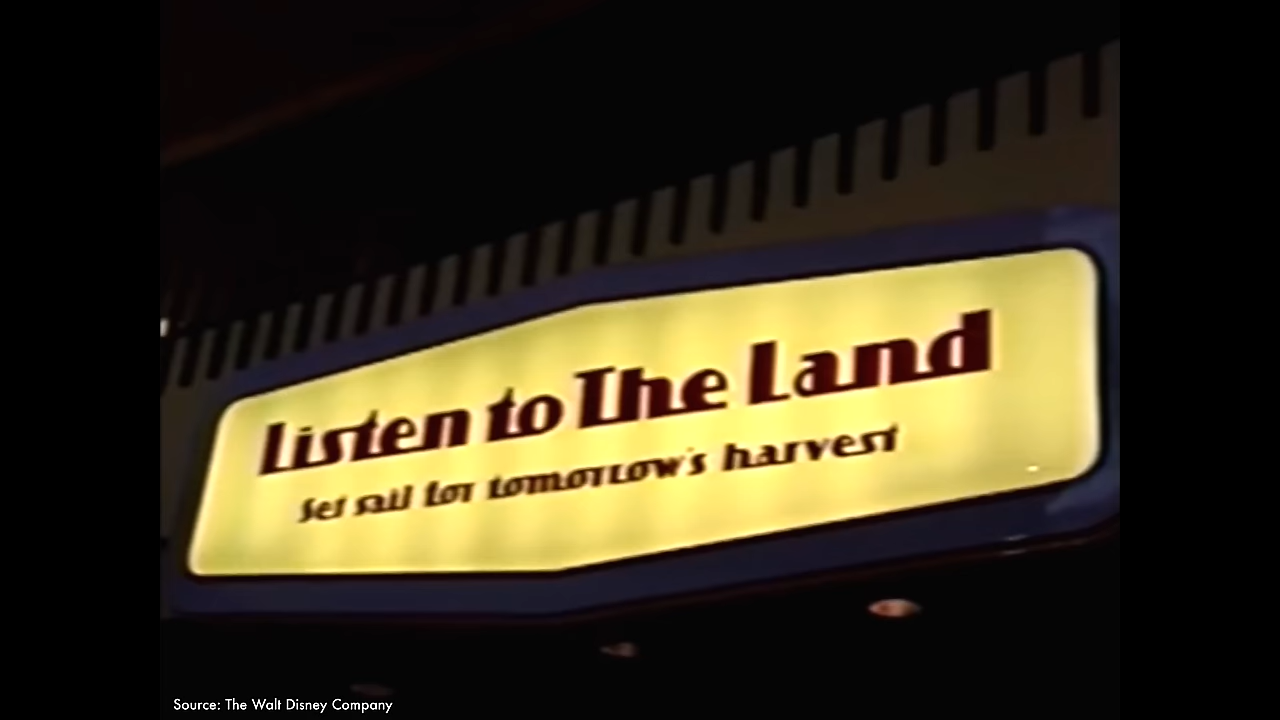 Listen to The Land
Set sail for tomorrow's harvest
Source: The Walt Disney Company